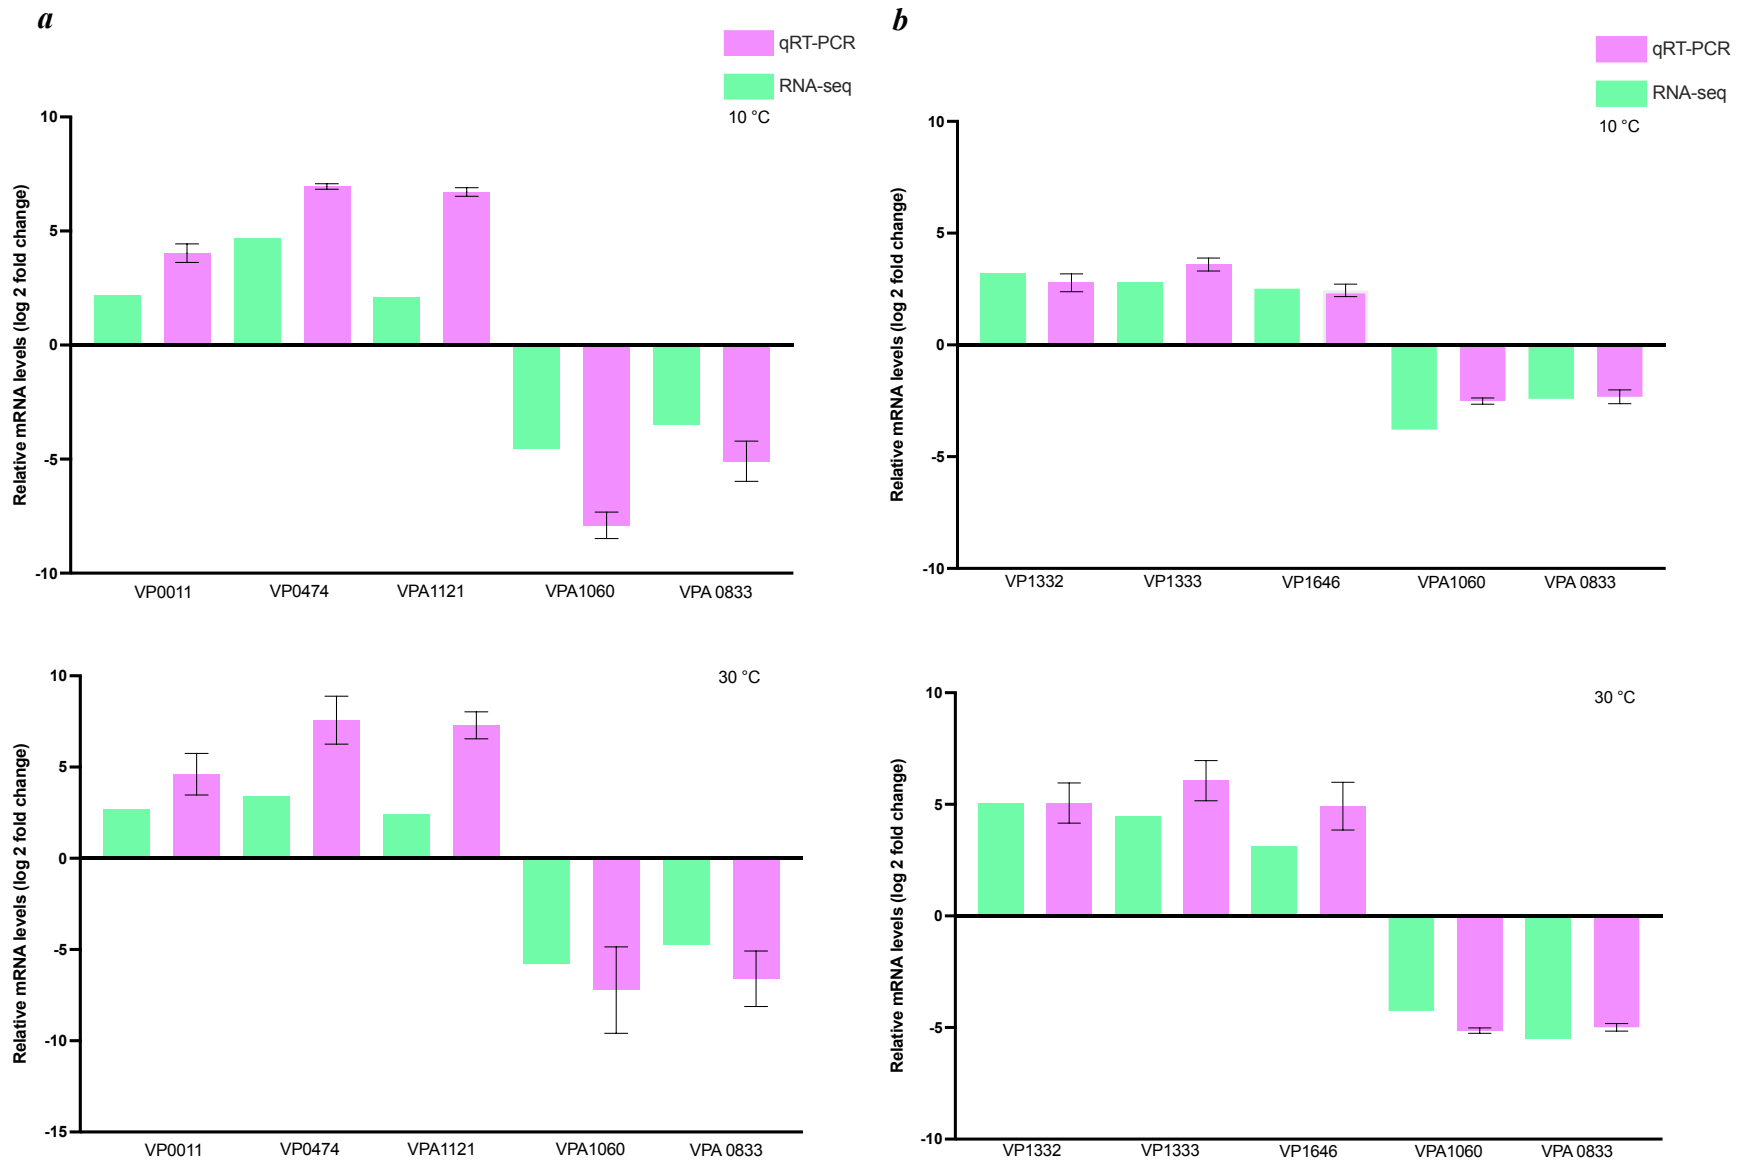 a
qRT-PCR
RNA-seq
10 °C
10
5
0
-5
-10
Relative mRNA levels (log 2 fold change)
VP0011 VP0474 VPA1121 VPA1060 VPA 0833
b
qRT-PCR
RNA-seq
10 °C
10
5
0
-5
-10
Relative mRNA levels (log 2 fold change)
VP1332 VP1333 VP1646 VPA1060 VPA 0833
30 °C
10
5
0
-5
-10
-15
Relative mRNA levels (log 2 fold change)
VP0011 VP0474 VPA1121 VPA1060 VPA 0833
30 °C
10
5
0
-5
-10
Relative mRNA levels (log 2 fold change)
VP1332 VP1333 VP1646 VPA1060 VPA 0833